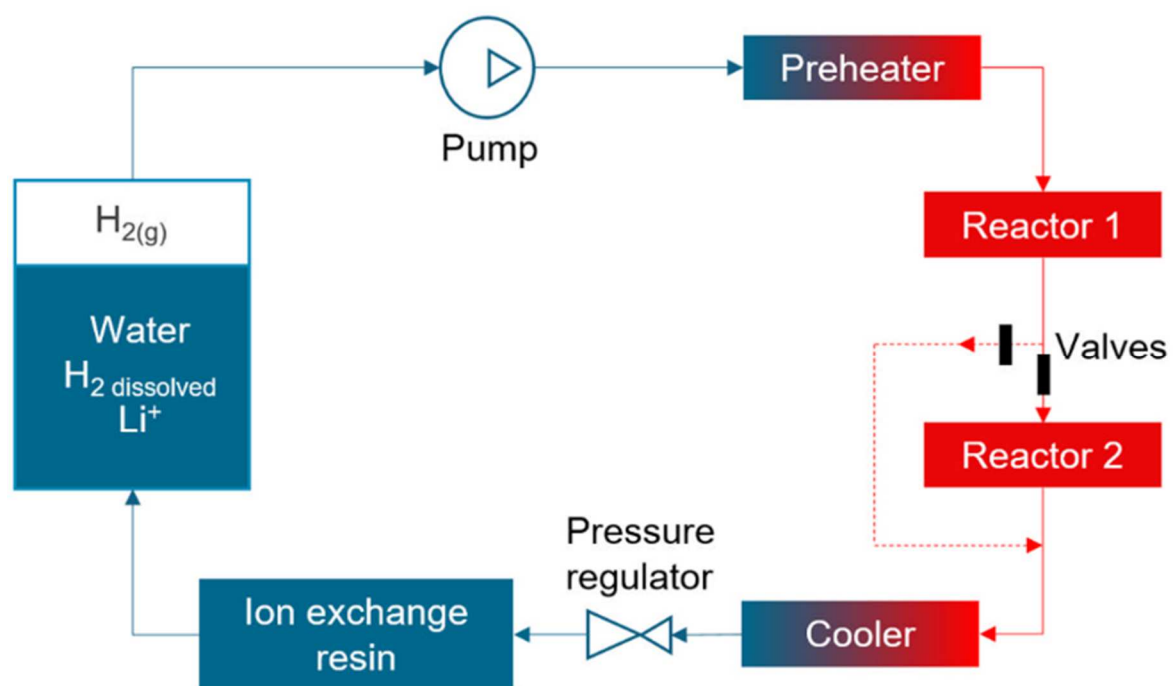 Preheater
Pump
H₂(g)
Reactor 1
Water
H₂ dissolved
Li⁺
Valves
Reactor 2
Pressure
regulator
Ion exchange
resin
Cooler